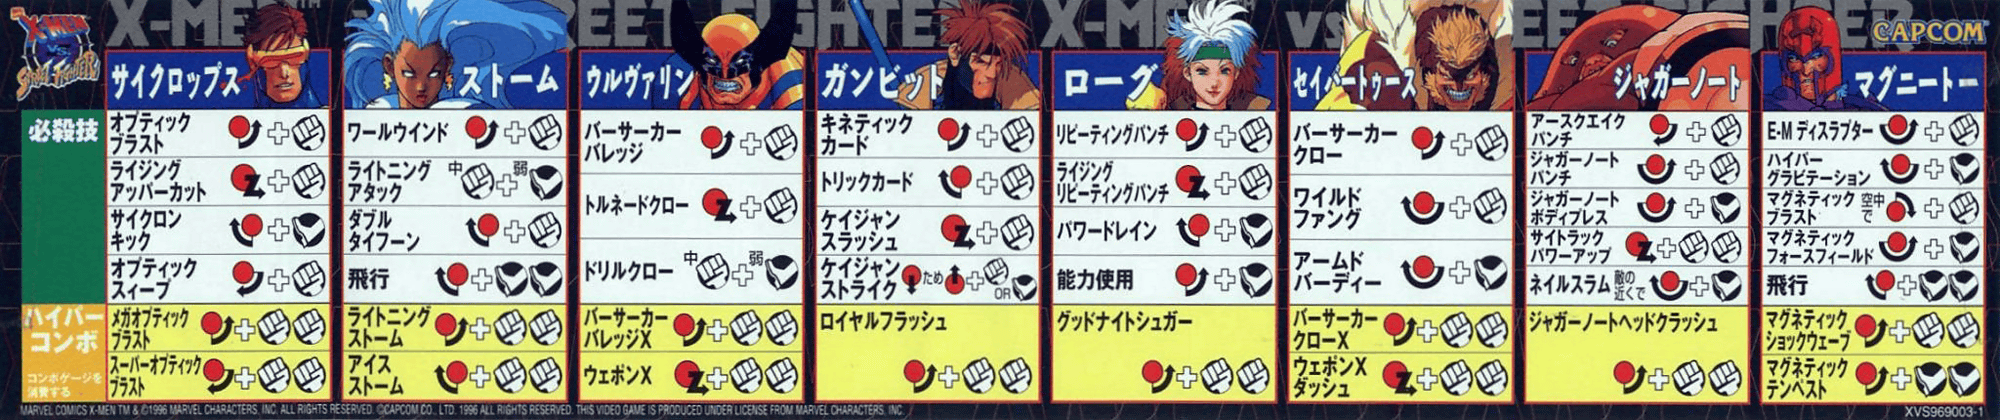 X-MEN VS. STREET FIGHTER
X-MEN™ STREET FIGHTER X-MEN™ VS STREET FIGHTER
CAPCOM
サイクロップス
必殺技
オプティック
ブラスト
ライジング
アッパーカット
サイクロン
キック
オプティック
スィープ
ハイパー
コンボ
コンボゲージを
消費する
メガオプティック
ブラスト
スーパーオプティック
ブラスト
ストーム
ワールウインド
ライトニング
アタック
中
弱
ダブル
タイフーン
飛行
ライトニング
ストーム
アイス
ストーム
ウルヴァリン
バーサーカー
バレッジ
トルネードクロー
ドリルクロー
中
弱
バーサーカー
バレッジX
ウェポンX
ガンビット
キネティック
カード
トリックカード
ケイジャン
スラッシュ
ケイジャン
ストライク
ため
OR
ロイヤルフラッシュ
ローグ
リピーティングパンチ
ライジング
リピーティングパンチ
パワードレイン
能力使用
グッドナイトシュガー
セイバートゥース
バーサーカー
クロー
ワイルド
ファング
アームド
バーディー
バーサーカー
クローX
ウェポンX
ダッシュ
ジャガーノート
アースクエイク
パンチ
ジャガーノート
パンチ
ジャガーノート
ボディプレス
サイトラック
パワーアップ
ネイルスラム
敵の
近くで
ジャガーノートヘッドクラッシュ
マグニートー
E-M ディスラプター
ハイパー
グラビテーション
マグネティック
ブラスト
空中
で
マグネティック
フォースフィールド
飛行
マグネティック
ショックウェーブ
マグネティック
テンペスト
MARVEL COMICS X-MEN TM & ©1996 MARVEL CHARACTERS, INC. ALL RIGHTS RESERVED. ©CAPCOM CO., LTD. 1996 ALL RIGHTS RESERVED. THIS VIDEO GAME IS PRODUCED UNDER LICENSE FROM MARVEL CHARACTERS, INC.
XVS969003-1